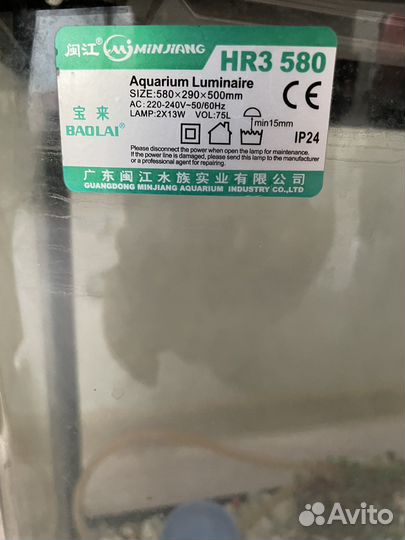 闽江 MJ MINJIANG HR3 580
Aquarium Luminaire
SIZE:580×290×500mm
AC:220-240V~50/60Hz
LAMP:2X13W VOL:75L
CE
宝来
BAOLAI
min15mm
IP24
Please disconnect the power when open the lamp for maintenance.
If the power line is damaged, please send this lamp to the manufacturer
or a professional agent for repairing.
广东闽江水族实业有限公司
GUANGDONG MINJIANG AQUARIUM INDUSTRY CO.,LTD
Avito